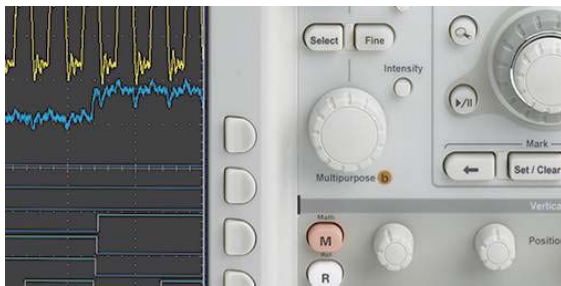 Select
Fine
Intensity
Multipurpose b
Mark
←
Set / Clear
Vertica
Math
M
Position
Ref
R